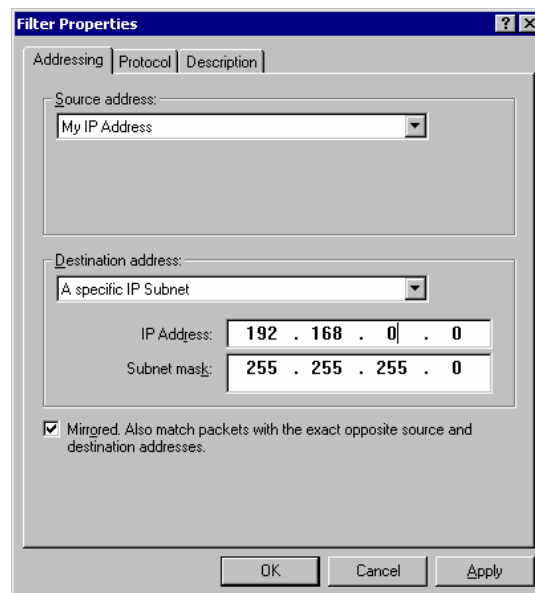 Filter Properties
Addressing Protocol Description
Source address:
My IP Address
Destination address:
A specific IP Subnet
IP Address: 192 . 168 . 0 . 0
Subnet mask: 255 . 255 . 255 . 0
Mirrored. Also match packets with the exact opposite source and
destination addresses.
OK Cancel Apply